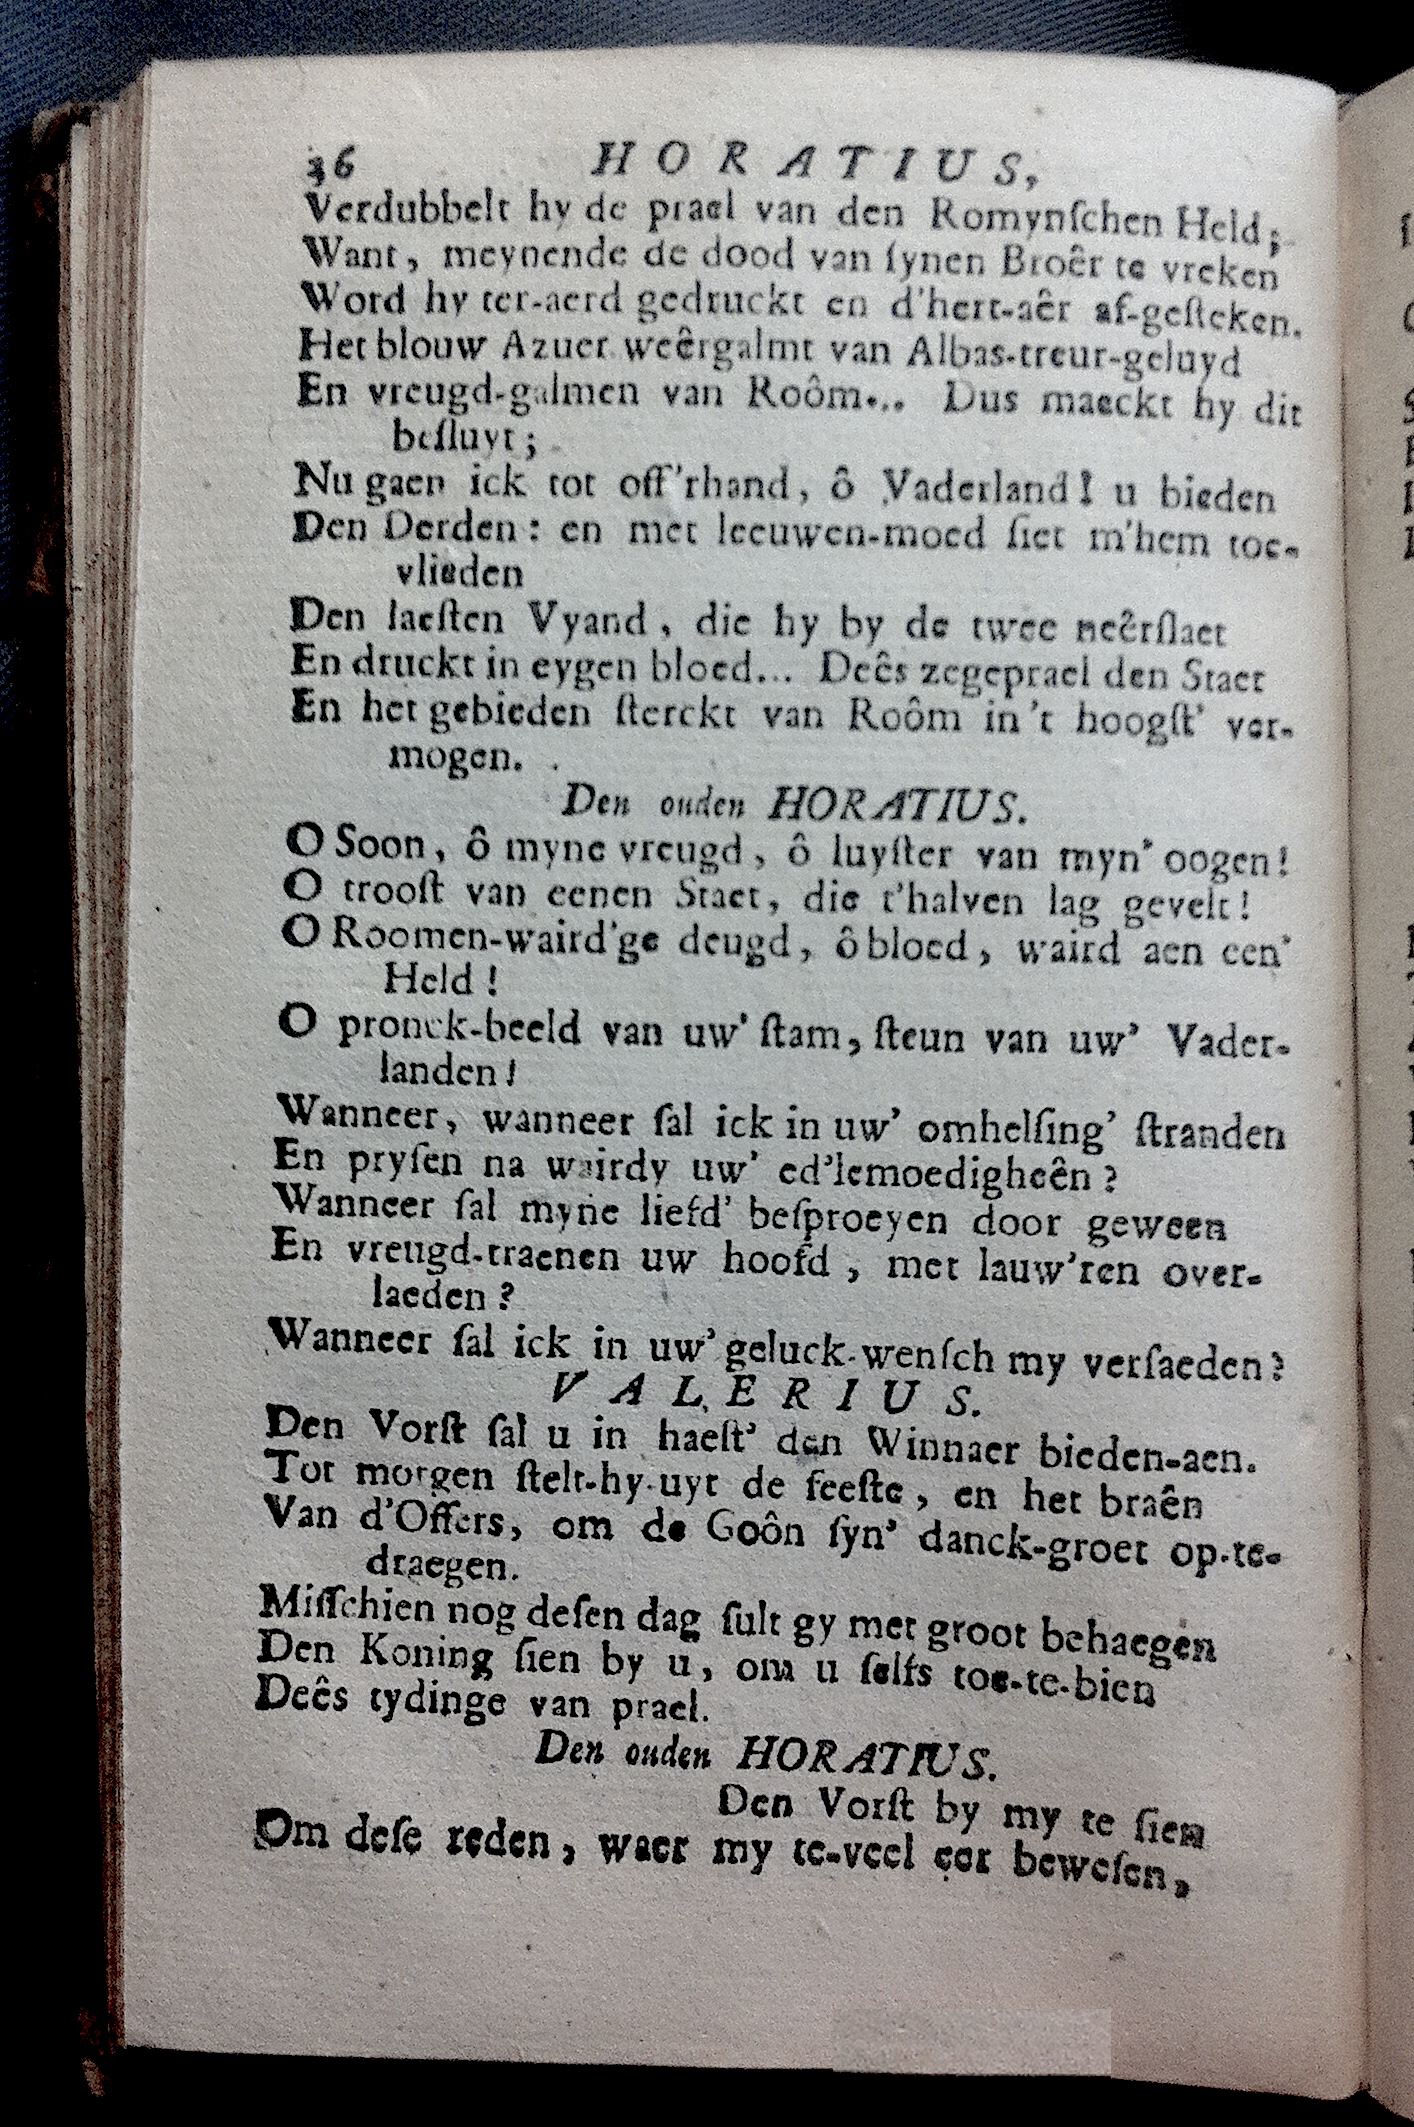 36 HORATIUS,
Verdubbelt hy de prael van den Romynſchen Held;
Want, meynende de dood van ſynen Broêr te vreken
Word hy ter-aerd gedruckt en d'hert-aêr af-geſteken.
Het blouw Azuer weêrgalmt van Albas-treur-geluyd
En vreugd-galmen van Roôm... Dus maeckt hy dit
beſluyt;
Nu gaen ick tot off'rhand, ô Vaderland! u bieden
Den Derden: en met leeuwen-moed ſiet m'hem toe-
vlieden
Den laeſten Vyand, die hy by de twee neêrſlaet
En druckt in eygen bloed... Deês zegeprael den Staet
En het gebieden ſterckt van Roôm in 't hoogſt' ver-
mogen.
Den ouden HORATIUS.
O Soon, ô myne vreugd, ô luyſter van myn' oogen!
O trooſt van eenen Staet, die t'halven lag gevelt!
O Roomen-waird'ge deugd, ô bloed, waird aen een'
Held!
O pronck-beeld van uw' ſtam, ſteun van uw' Vader-
landen!
Wanneer, wanneer ſal ick in uw' omhelſing' ſtranden
En pryſen na wairdy uw' ed'lemoedigheên?
Wanneer ſal myne liefd' beſproeyen door geween
En vreugd-traenen uw hoofd, met lauw'ren over-
laeden?
Wanneer ſal ick in uw' geluck-wenſch my verſaeden?
VALERIUS.
Den Vorſt ſal u in haeſt' den Winnaer bieden-aen.
Tot morgen ſtelt-hy-uyt de feeſte, en het braên
Van d'Offers, om de Goôn ſyn' danck-groet op-te-
draegen.
Miſſchien nog deſen dag ſult gy met groot behaegen
Den Koning ſien by u, om u ſelfs toe-te-bien
Deês tydinge van prael.
Den ouden HORATIUS.
Den Vorſt by my te ſien
Om deſe reden, waer my te-veel eer beweſen,